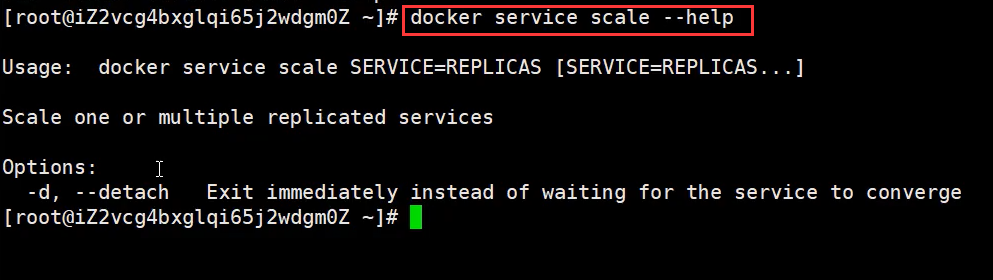 [root@iZ2vcg4bxglqi65j2wdgm0Z ~]# docker service scale --help
Usage:  docker service scale SERVICE=REPLICAS [SERVICE=REPLICAS...]
Scale one or multiple replicated services
Options:
  -d, --detach   Exit immediately instead of waiting for the service to converge
[root@iZ2vcg4bxglqi65j2wdgm0Z ~]#